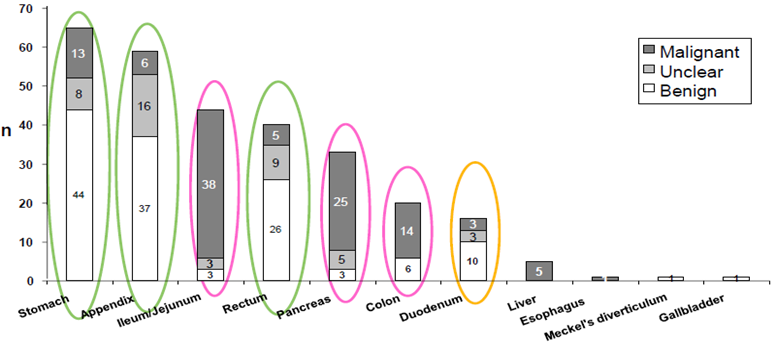 70
60
50
40
30
20
10
0
n
Malignant
Unclear
Benign
13
8
44
6
16
37
38
3
3
5
9
26
25
5
3
14
6
3
3
10
5
1
1
Stomach
Appendix
Ileum/Jejunum
Rectum
Pancreas
Colon
Duodenum
Liver
Esophagus
Meckel's diverticulum
Gallbladder